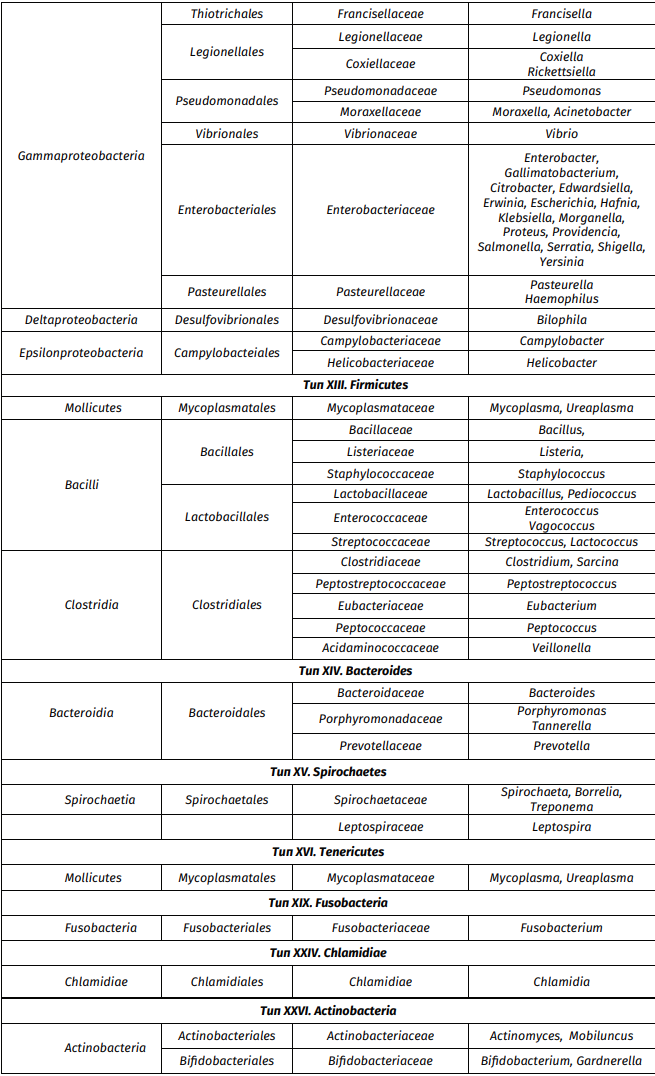 Thiotrichales Francisellaceae Francisella
Legionellales Legionellaceae Legionella
Coxiellaceae Coxiella
Rickettsiella
Pseudomonadales Pseudomonadaceae Pseudomonas
Moraxellaceae Moraxella, Acinetobacter
Vibrionales Vibrionaceae Vibrio
Gammaproteobacteria
Enterobacteriales Enterobacteriaceae Enterobacter,
Gallimatobacterium,
Citrobacter, Edwardsiella,
Erwinia, Escherichia, Hafnia,
Klebsiella, Morganella,
Proteus, Providencia,
Salmonella, Serratia, Shigella,
Yersinia
Pasteurellales Pasteurellaceae Pasteurella
Haemophilus
Deltaproteobacteria Desulfovibrionales Desulfovibrionaceae Bilophila
Epsilonproteobacteria Campylobacteiales Campylobacteriaceae Campylobacter
Helicobacteriaceae Helicobacter
Тип XIII. Firmicutes
Mollicutes Mycoplasmatales Mycoplasmataceae Mycoplasma, Ureaplasma
Bacilli Bacillales Bacillaceae Bacillus,
Listeriaceae Listeria,
Staphylococcaceae Staphylococcus
Lactobacillales Lactobacillaceae Lactobacillus, Pediococcus
Enterococcaceae Enterococcus
Vagococcus
Streptococcaceae Streptococcus, Lactococcus
Clostridia Clostridiales Clostridiaceae Clostridium, Sarcina
Peptostreptococcaceae Peptostreptococcus
Eubacteriaceae Eubacterium
Peptococcaceae Peptococcus
Acidaminococcaceae Veillonella
Тип XIV. Bacteroides
Bacteroidia Bacteroidales Bacteroidaceae Bacteroides
Porphyromonadaceae Porphyromonas
Tannerella
Prevotellaceae Prevotella
Тип XV. Spirochaetes
Spirochaetia Spirochaetales Spirochaetaceae Spirochaeta, Borrelia,
Treponema
Leptospiraceae Leptospira
Тип XVI. Tenericutes
Mollicutes Mycoplasmatales Mycoplasmataceae Mycoplasma, Ureaplasma
Тип XIX. Fusobacteria
Fusobacteria Fusobacteriales Fusobacteriaceae Fusobacterium
Тип XXIV. Chlamidiae
Chlamidiae Chlamidiales Chlamidiae Chlamidia
Тип XXVI. Actinobacteria
Actinobacteria Actinobacteriales Actinobacteriaceae Actinomyces, Mobiluncus
Bifidobacteriales Bifidobacteriaceae Bifidobacterium, Gardnerella